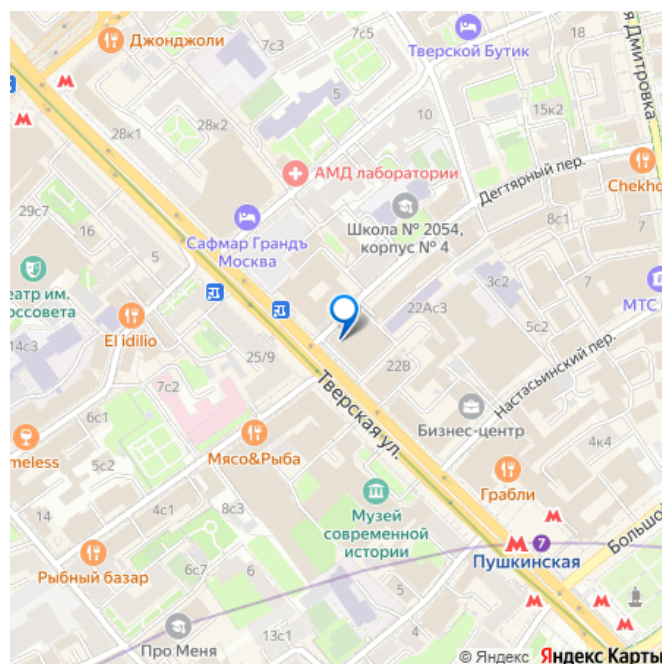 Джонджоли
7с3
7с5
Тверской Бутик
18
я Дмитровка
28к1
28к2
5
10
15к2
АМД лаборатории
Дегтярный пер.
Chekho
29с7
16
Школа № 2054,
корпус № 4
8с1
7
Сафмар Грандъ
Москва
5
3с2
МТС
еатр им.
оссовета
El idilio
22Ас3
5с2
14с3
25/9
22В
Настасьинский пер.
7с2
Тверская ул.
6с1
Бизнес-центр
meless
5с2
Мясо&Рыба
4к4
Грабли
14
4с1
8с3
Музей
современной
истории
Большой
7
Пушкинская
Рыбный базар
7с6
6
13с1
Про Меня
© Яндекс Яндекс Карты